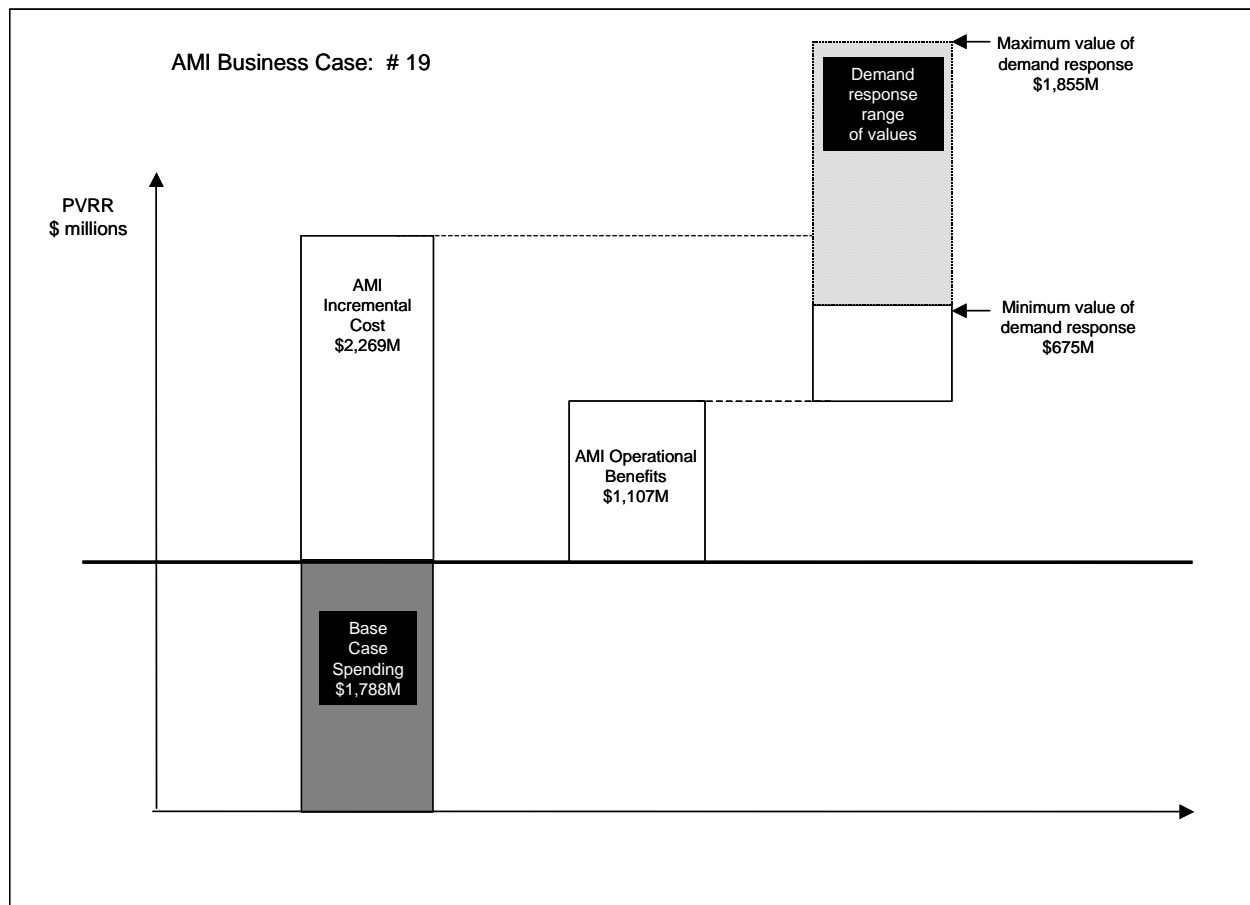 AMI Business Case:  # 19
Maximum value of
demand response
$1,855M
Demand
response
range
of values
PVRR
$ millions
AMI
Incremental
Cost
$2,269M
Minimum value of
demand response
$675M
AMI Operational
Benefits
$1,107M
Base
Case
Spending
$1,788M